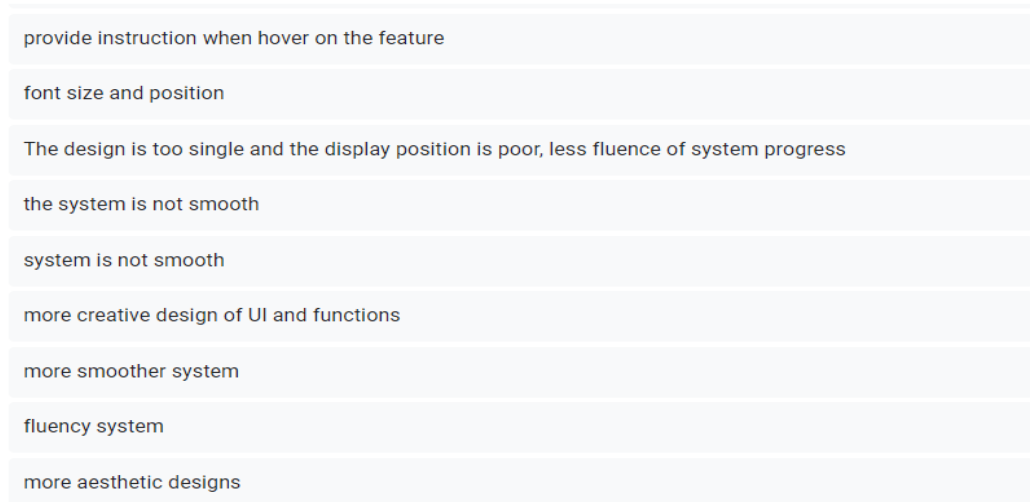 provide instruction when hover on the feature
font size and position
The design is too single and the display position is poor, less fluence of system progress
the system is not smooth
system is not smooth
more creative design of UI and functions
more smoother system
fluency system
more aesthetic designs